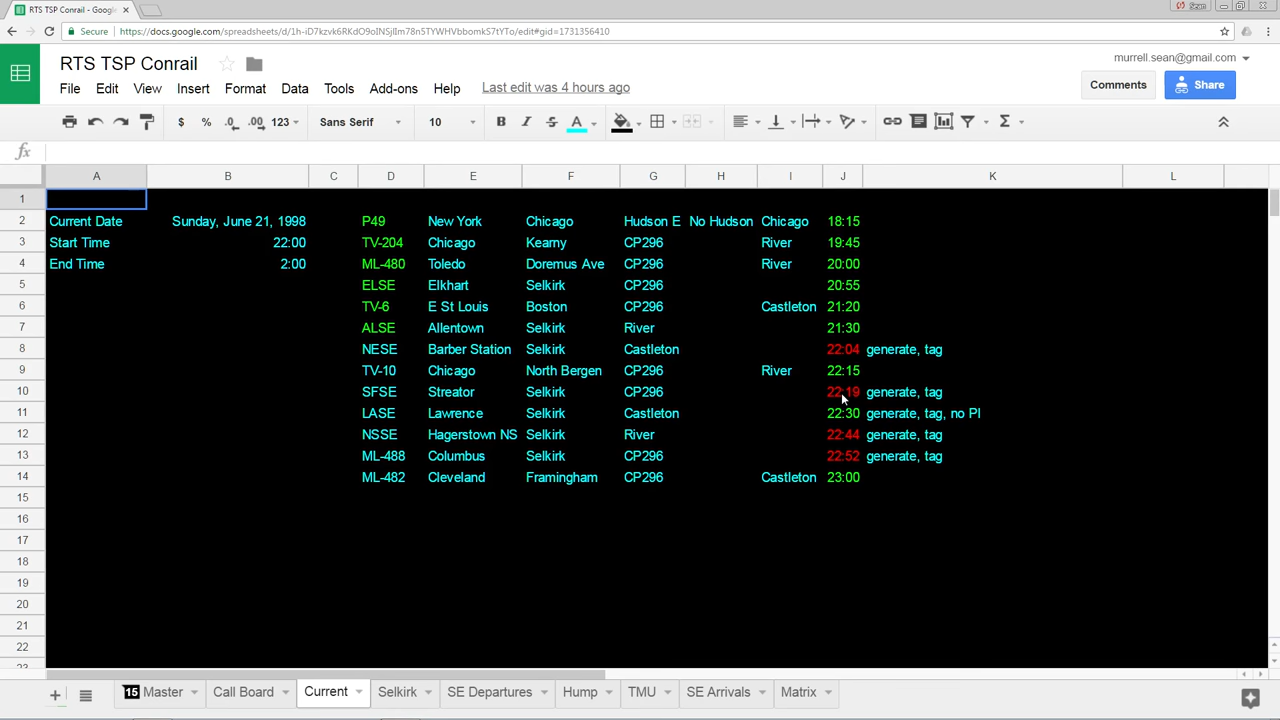 RTS TSP Conrail - Googl
Sean
Secure https://docs.google.com/spreadsheets/d/1h-iD7kzvk6RKdO9oINSjlIm78n5TYWHVbbomkS7tYTo/edit#gid=1731356410
RTS TSP Conrail
murrell.sean@gmail.com
File Edit View Insert Format Data Tools Add-ons Help Last edit was 4 hours ago
Comments Share
$ % .0 .00 123 Sans Serif 10 B I S A
fx
A B C D E F G H I J K L
1
2 Current Date Sunday, June 21, 1998 P49 New York Chicago Hudson E No Hudson Chicago 18:15
3 Start Time 22:00 TV-204 Chicago Kearny CP296 River 19:45
4 End Time 2:00 ML-480 Toledo Doremus Ave CP296 River 20:00
5 ELSE Elkhart Selkirk CP296 20:55
6 TV-6 E St Louis Boston CP296 Castleton 21:20
7 ALSE Allentown Selkirk River 21:30
8 NESE Barber Station Selkirk Castleton 22:04 generate, tag
9 TV-10 Chicago North Bergen CP296 River 22:15
10 SFSE Streator Selkirk CP296 22:19 generate, tag
11 LASE Lawrence Selkirk Castleton 22:30 generate, tag, no PI
12 NSSE Hagerstown NS Selkirk River 22:44 generate, tag
13 ML-488 Columbus Selkirk CP296 22:52 generate, tag
14 ML-482 Cleveland Framingham CP296 Castleton 23:00
15
16
17
18
19
20
21
22
23
15 Master Call Board Current Selkirk SE Departures Hump TMU SE Arrivals Matrix